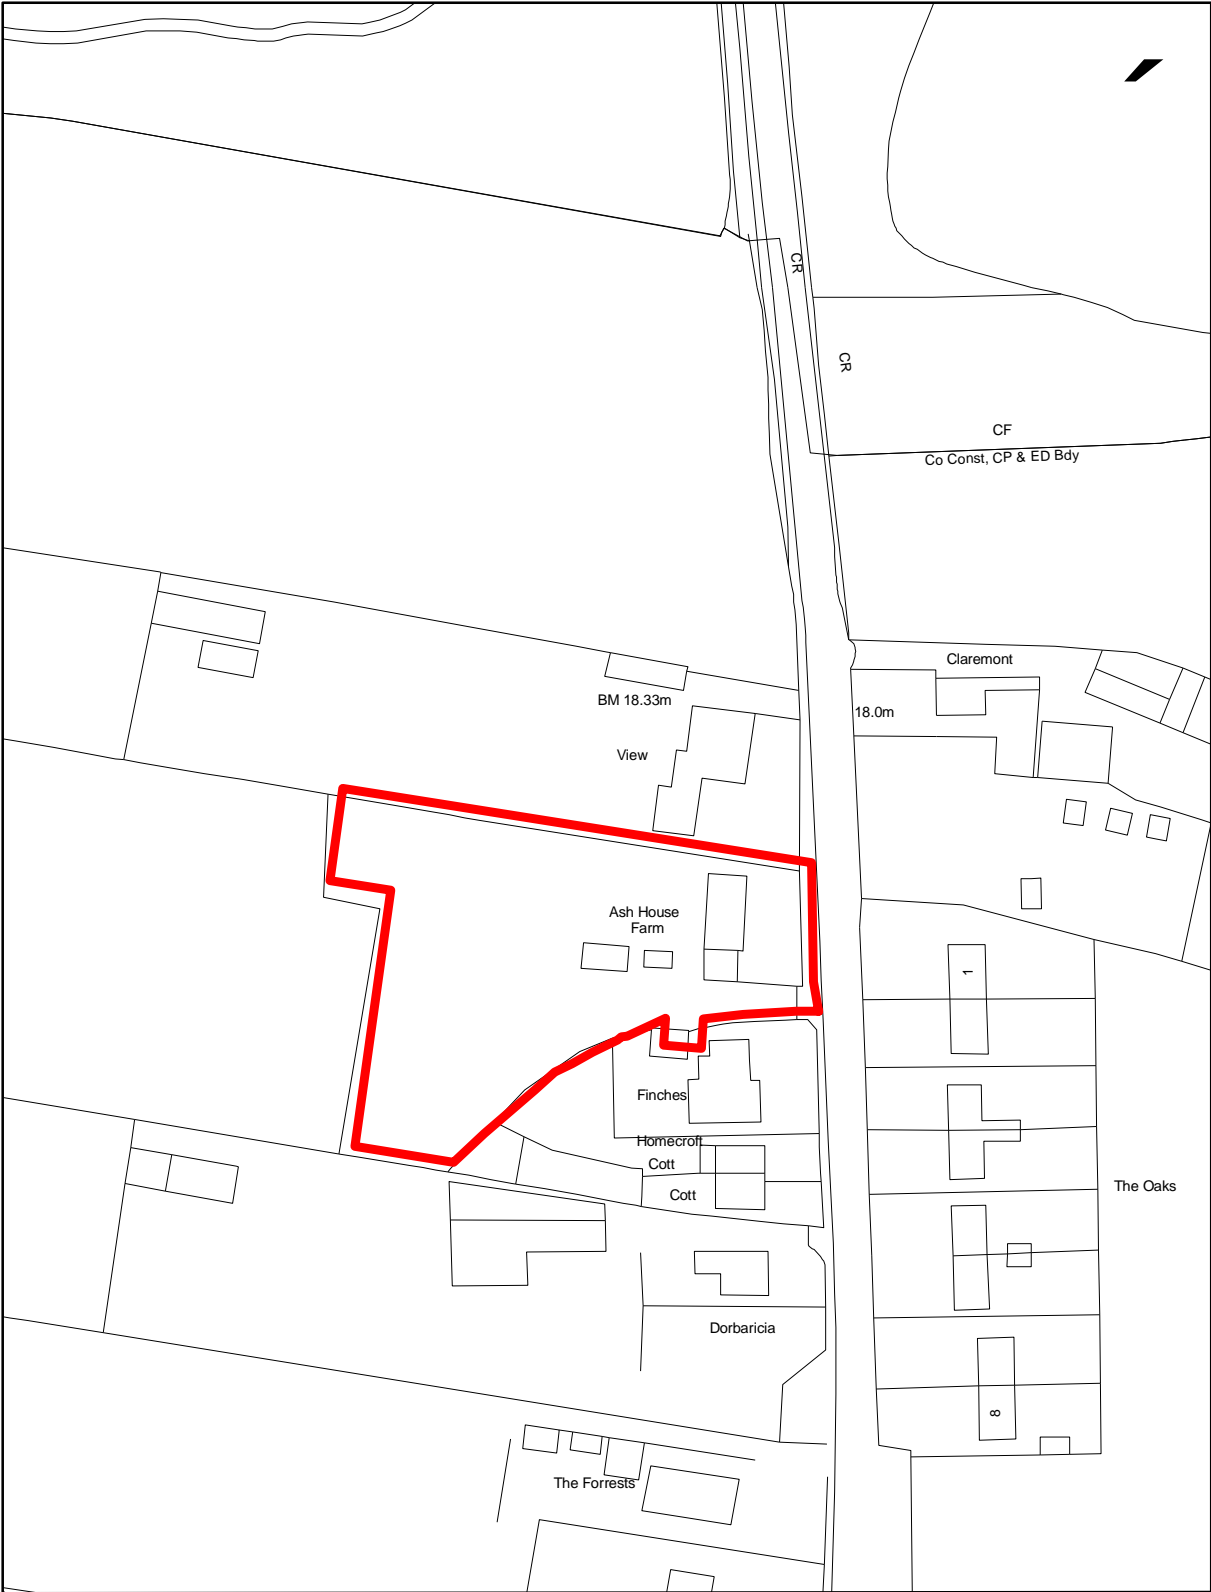 CR
CR
CF
Co Const, CP & ED Bdy
Claremont
BM 18.33m
18.0m
View
Ash House
Farm
1
Finches
Homecroft
Cott
The Oaks
Cott
Dorbaricia
8
The Forrests